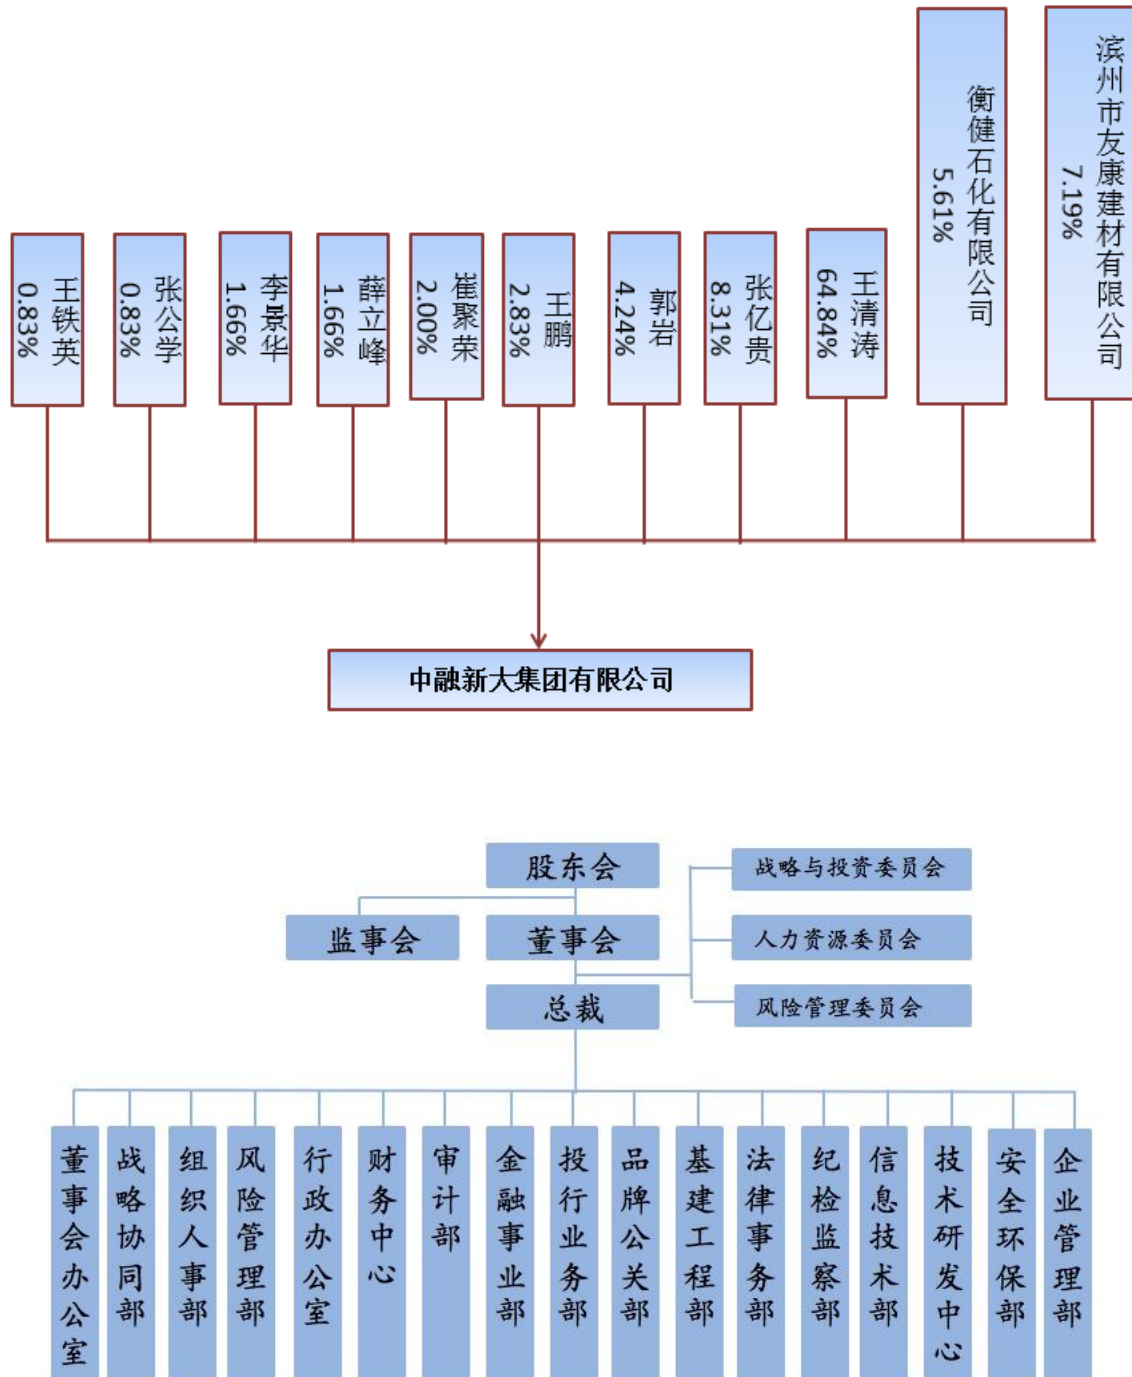 王铁英
0.83%
张公学
0.83%
李景华
1.66%
薛立峰
1.66%
崔聚荣
2.00%
王鹏
2.83%
郭岩
4.24%
张亿贵
8.31%
王清涛
64.84%
衡健石化有限公司
5.61%
滨州市友康建材有限公司
7.19%
中融新大集团有限公司
股东会
监事会
董事会
总裁
战略与投资委员会
人力资源委员会
风险管理委员会
董事会办公室
战略协同部
组织人事部
风险管理部
行政办公室
财务中心
审计部
金融事业部
投行业务部
品牌公关部
基建工程部
法律事务部
纪检监察部
信息技术部
技术研发中心
安全环保部
企业管理部